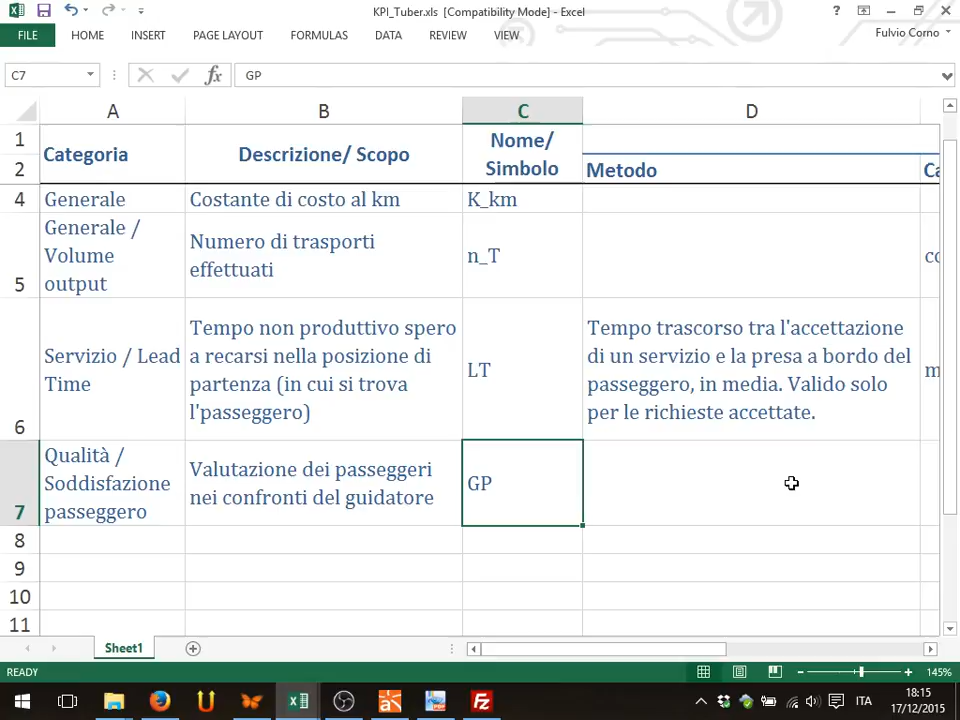 KPI_Tuber.xls [Compatibility Mode] - Excel
?
FILE HOME INSERT PAGE LAYOUT FORMULAS DATA REVIEW VIEW
Fulvio Corno
C7
fx
GP
A B C D
1
2
Categoria
Descrizione/ Scopo
Nome/
Simbolo
Metodo
Ca
4
Generale
Costante di costo al km
K_km
5
Generale /
Volume
output
Numero di trasporti
effettuati
n_T
co
6
Servizio / Lead
Time
Tempo non produttivo spero
a recarsi nella posizione di
partenza (in cui si trova
l'passeggero)
LT
Tempo trascorso tra l'accettazione
di un servizio e la presa a bordo del
passeggero, in media. Valido solo
per le richieste accettate.
m
7
Qualità /
Soddisfazione
passeggero
Valutazione dei passeggeri
nei confronti del guidatore
GP
8
9
10
11
Sheet1
READY
145%
ITA
18:15
17/12/2015